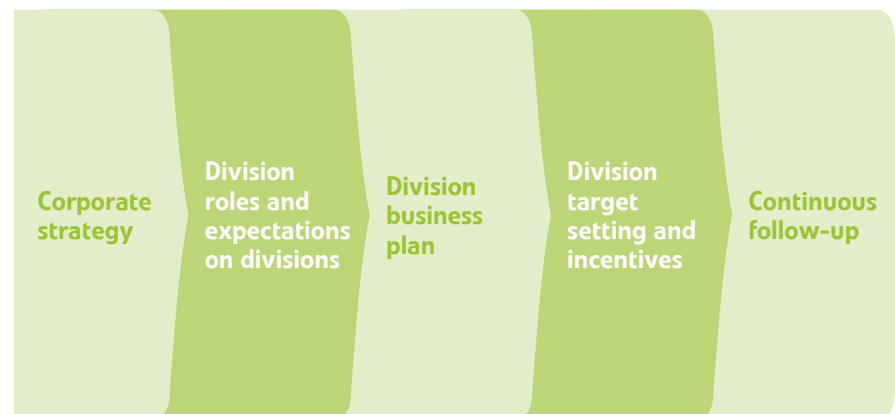 Corporate
strategy
Division
roles and
expectations
on divisions
Division
business
plan
Division
target
setting and
incentives
Continuous
follow-up